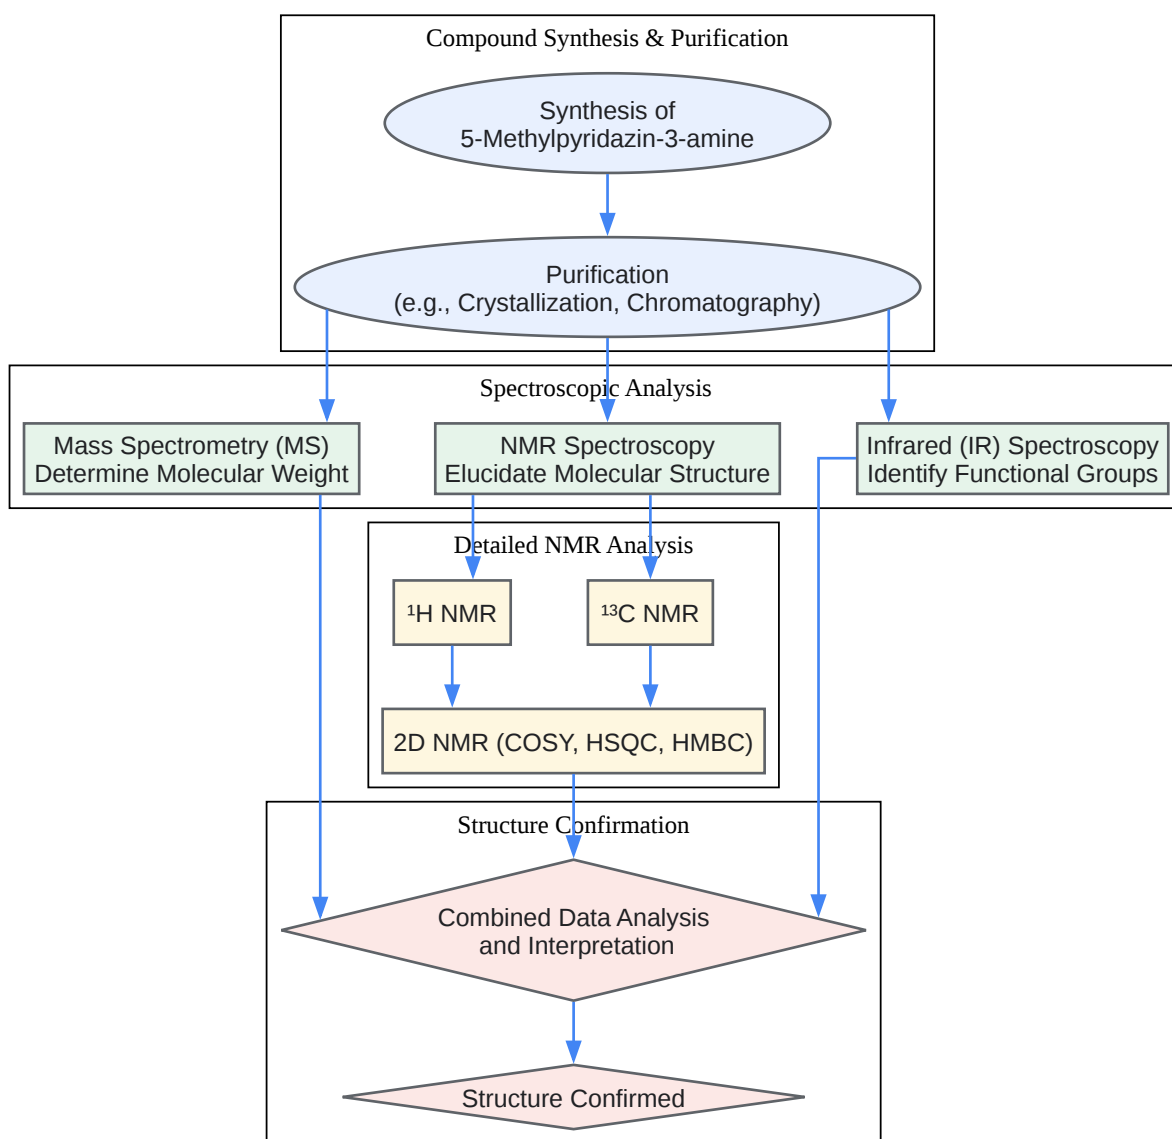 Compound Synthesis & Purification
Synthesis of
5-Methylpyridazin-3-amine
Purification
(e.g., Crystallization, Chromatography)
Spectroscopic Analysis
Mass Spectrometry (MS)
Determine Molecular Weight
NMR Spectroscopy
Elucidate Molecular Structure
Infrared (IR) Spectroscopy
Identify Functional Groups
Detailed NMR Analysis
¹H NMR
¹³C NMR
2D NMR (COSY, HSQC, HMBC)
Structure Confirmation
Combined Data Analysis
and Interpretation
Structure Confirmed